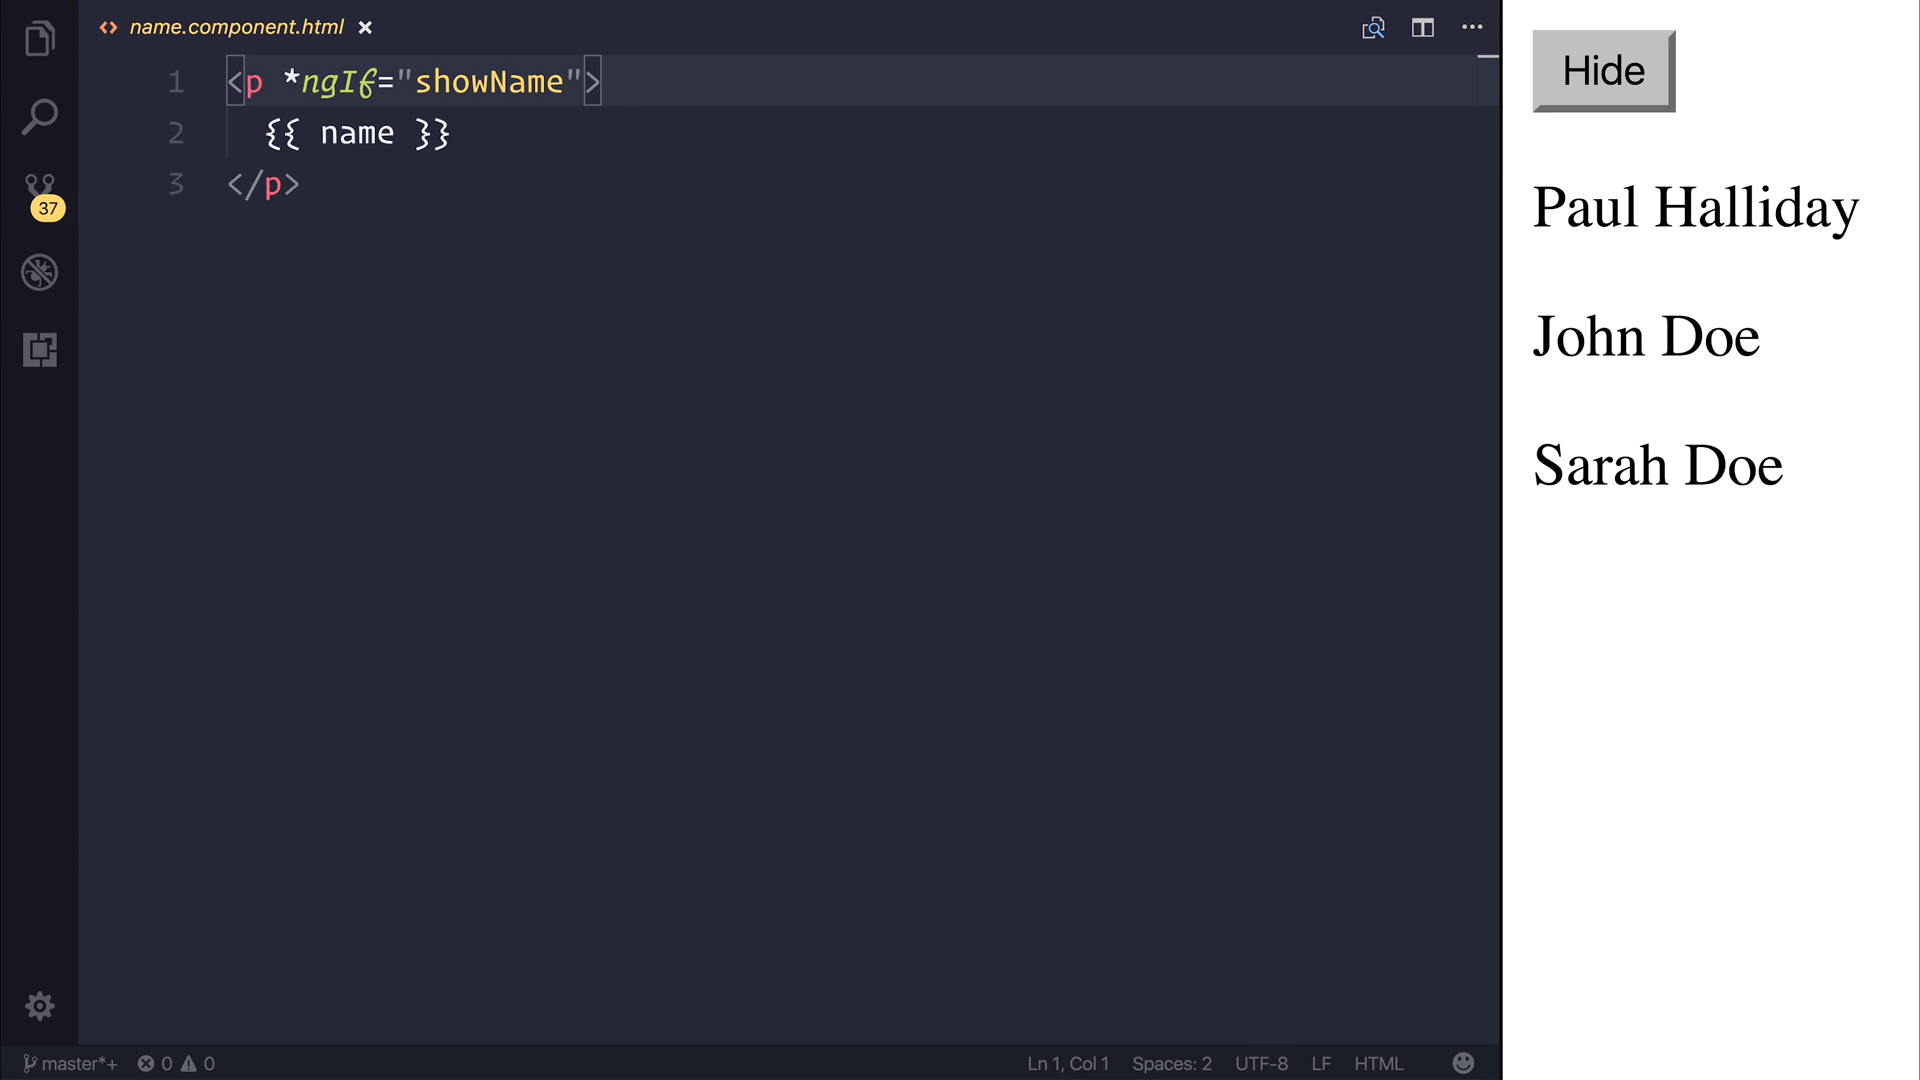 name.component.html
1 <p *ngIf="showName">
2 {{ name }}
3 </p>
37
master*+ 0 0 Ln 1, Col 1 Spaces: 2 UTF-8 LF HTML
Hide
Paul Halliday
John Doe
Sarah Doe